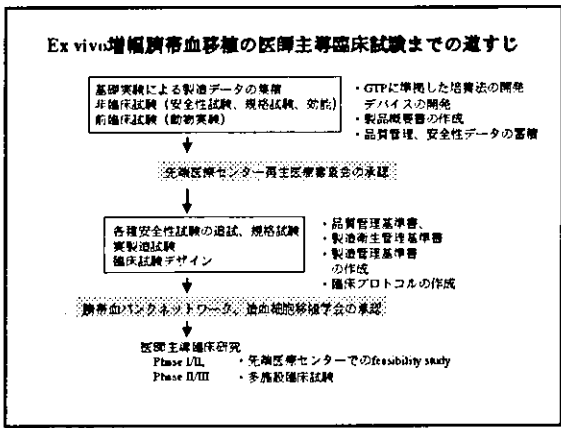 Ex vivo増幅臍帯血移植の医師主導臨床試験までの道すじ
基礎実験による製造データの集積
非臨床試験（安全性試験、規格試験、効能）
前臨床試験（動物実験）
・GTPに準拠した培養法の開発
デバイスの開発
・製品概要書の作成
・品質管理、安全性データの蓄積
先端医療センター再生医療審査会の承認
各種安全性試験の追試、規格試験
実製造試験
臨床試験デザイン
・品質管理基準書、
・製造衛生管理基準書
・製造管理基準書
の作成
・臨床プロトコルの作成
臍帯血バンクネットワーク、造血細胞移植学会の承認
医師主導臨床研究
Phase I/II, ・先端医療センターでのfeasibility study
Phase II/III ・多施設臨床試験